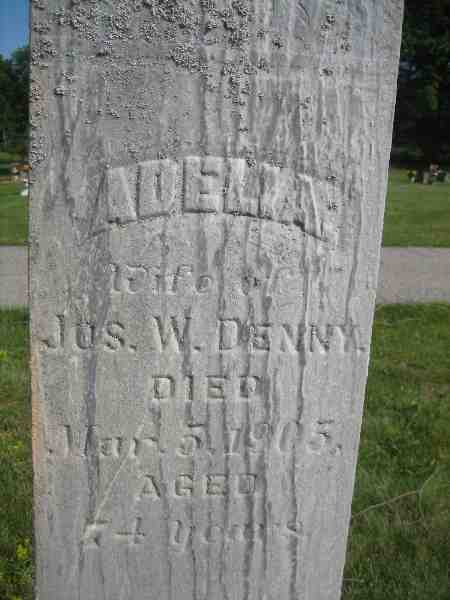 ADELIA
Wife of
JOS. W. DENNY.
DIED
Mar. 5, 1905,
AGED
74 years